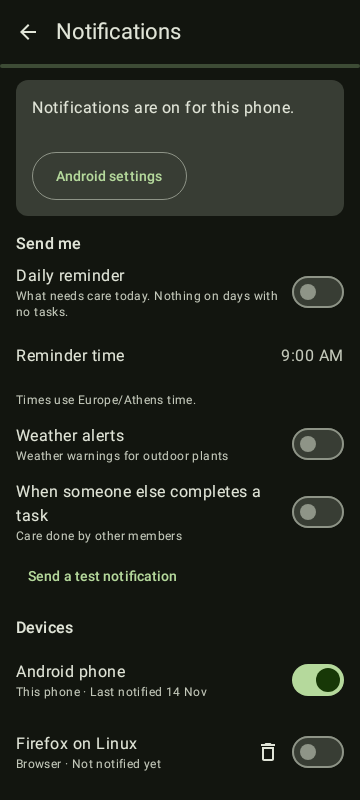 Notifications
Notifications are on for this phone.
Android settings
Send me
Daily reminder
What needs care today. Nothing on days with
no tasks.
Reminder time
9:00 AM
Times use Europe/Athens time.
Weather alerts
Weather warnings for outdoor plants
When someone else completes a
task
Care done by other members
Send a test notification
Devices
Android phone
This phone · Last notified 14 Nov
Firefox on Linux
Browser · Not notified yet